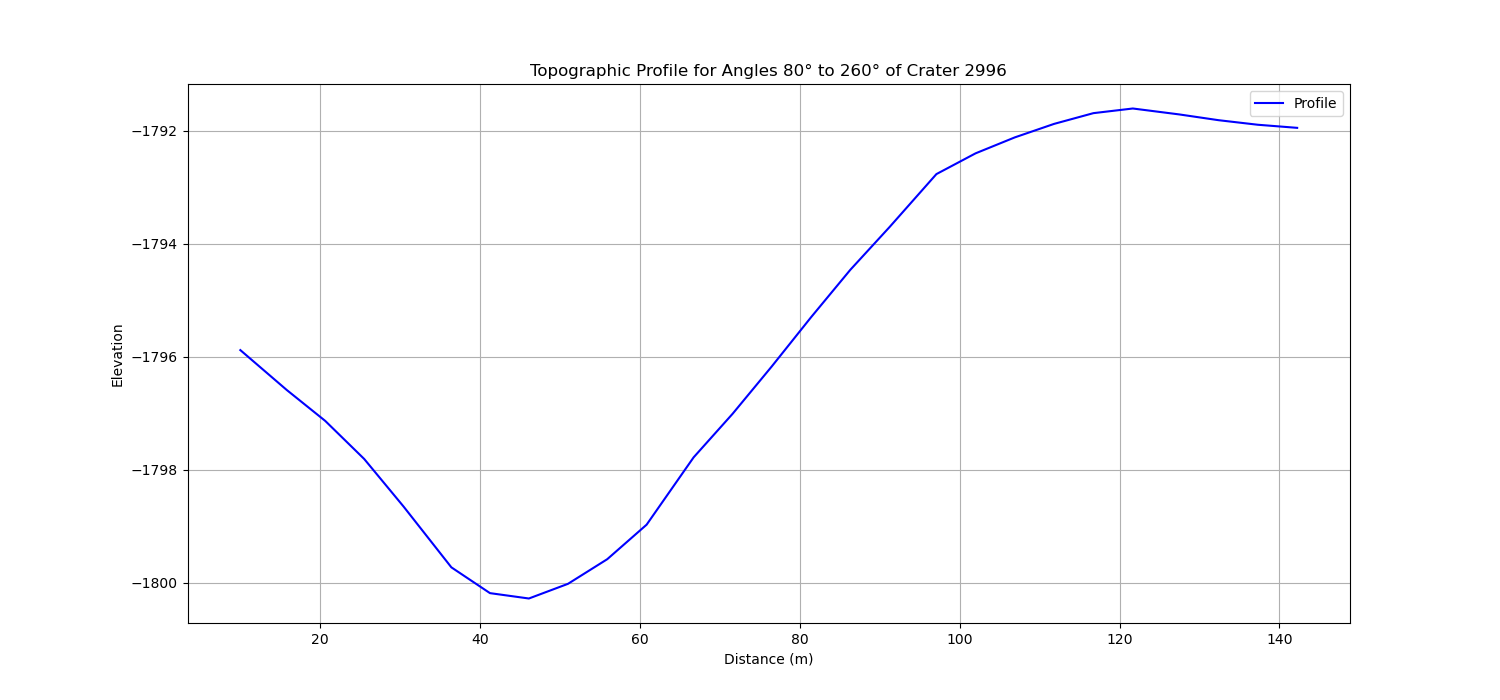 Topographic Profile for Angles 80° to 260° of Crater 2996
Profile
−1792
−1794
−1796
−1798
−1800
Elevation
20 40 60 80 100 120 140
Distance (m)